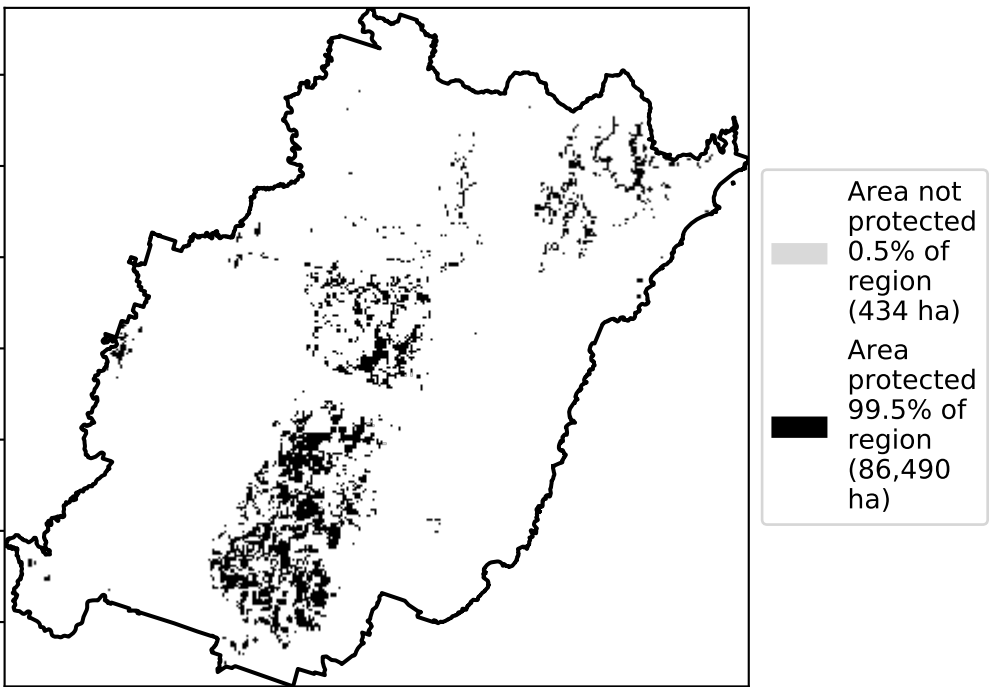 Area not
protected
0.5% of
region
(434 ha)
Area
protected
99.5% of
region
(86,490
ha)